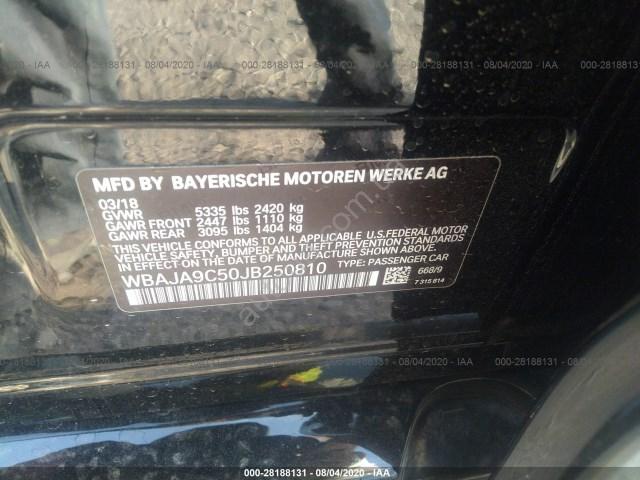 000-28188131 - 08/04/2020 - IAA
MFD BY BAYERISCHE MOTOREN WERKE AG
03/18
GVWR 5335 lbs 2420 kg
GAWR FRONT 2447 lbs 1110 kg
GAWR REAR 3095 lbs 1404 kg
THIS VEHICLE CONFORMS TO ALL APPLICABLE U.S.FEDERAL MOTOR
VEHICLE SAFETY, BUMPER AND THEFT PREVENTION STANDARDS
IN EFFECT ON THE DATE OF MANUFACTURE SHOWN ABOVE.
WBAJA9C50JB250810 TYPE: PASSENGER CAR
668/9
7 315 614
000-28188131 - 08/04/2020 - IAA
000-28188131 - 08/04/2020 - IAA